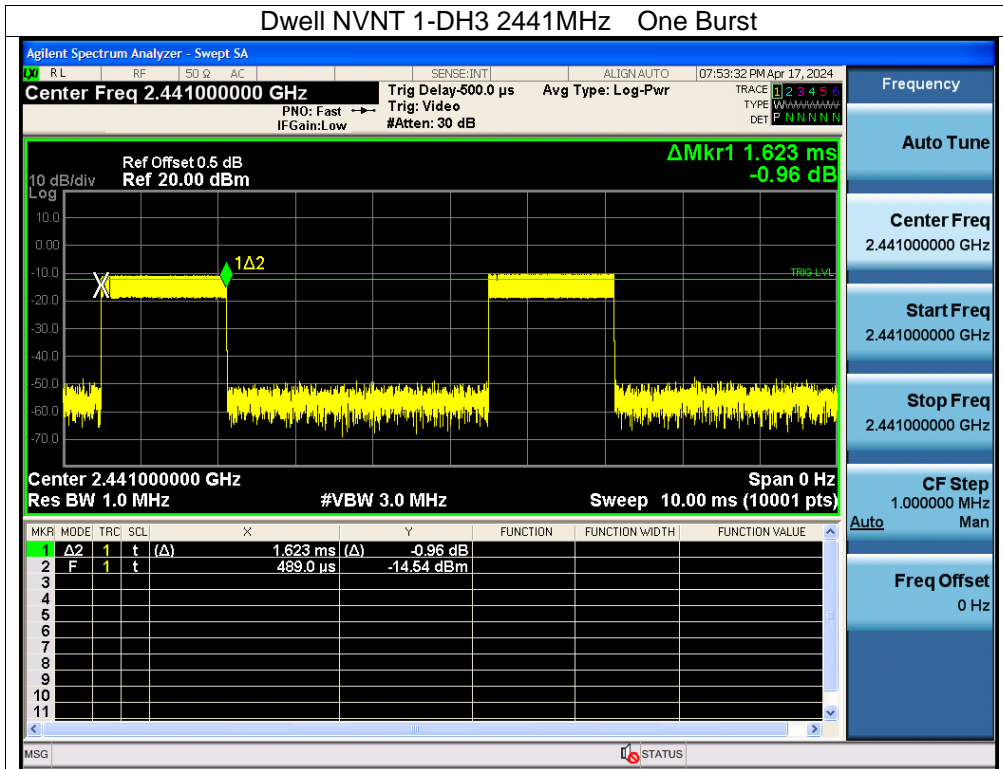 Dwell NVNT 1-DH3 2441MHz One Burst
Agilent Spectrum Analyzer - Swept SA
LXI RL RF 50 Ω AC SENSE:INT ALIGN AUTO 07:53:32 PM Apr 17, 2024
Center Freq 2.441000000 GHz
PNO: Fast
IFGain:Low
Trig Delay-500.0 µs
Trig: Video
#Atten: 30 dB
Avg Type: Log-Pwr
TRACE 1 2 3 4 5 6
TYPE WWWWWW
DET P N N N N N
Ref Offset 0.5 dB
Ref 20.00 dBm
10 dB/div
Log
ΔMkr1 1.623 ms
-0.96 dB
10.0
0.00
-10.0
-20.0
-30.0
-40.0
-50.0
-60.0
-70.0
X
1Δ2
TRIG LVL
Center 2.441000000 GHz Span 0 Hz
Res BW 1.0 MHz #VBW 3.0 MHz Sweep 10.00 ms (10001 pts)
MKR MODE TRC SCL X Y FUNCTION FUNCTION WIDTH FUNCTION VALUE
1 Δ2 1 t (Δ) 1.623 ms (Δ) -0.96 dB
2 F 1 t 489.0 µs -14.54 dBm
3
4
5
6
7
8
9
10
11
MSG STATUS
Frequency
Auto Tune
Center Freq
2.441000000 GHz
Start Freq
2.441000000 GHz
Stop Freq
2.441000000 GHz
CF Step
1.000000 MHz
Auto Man
Freq Offset
0 Hz